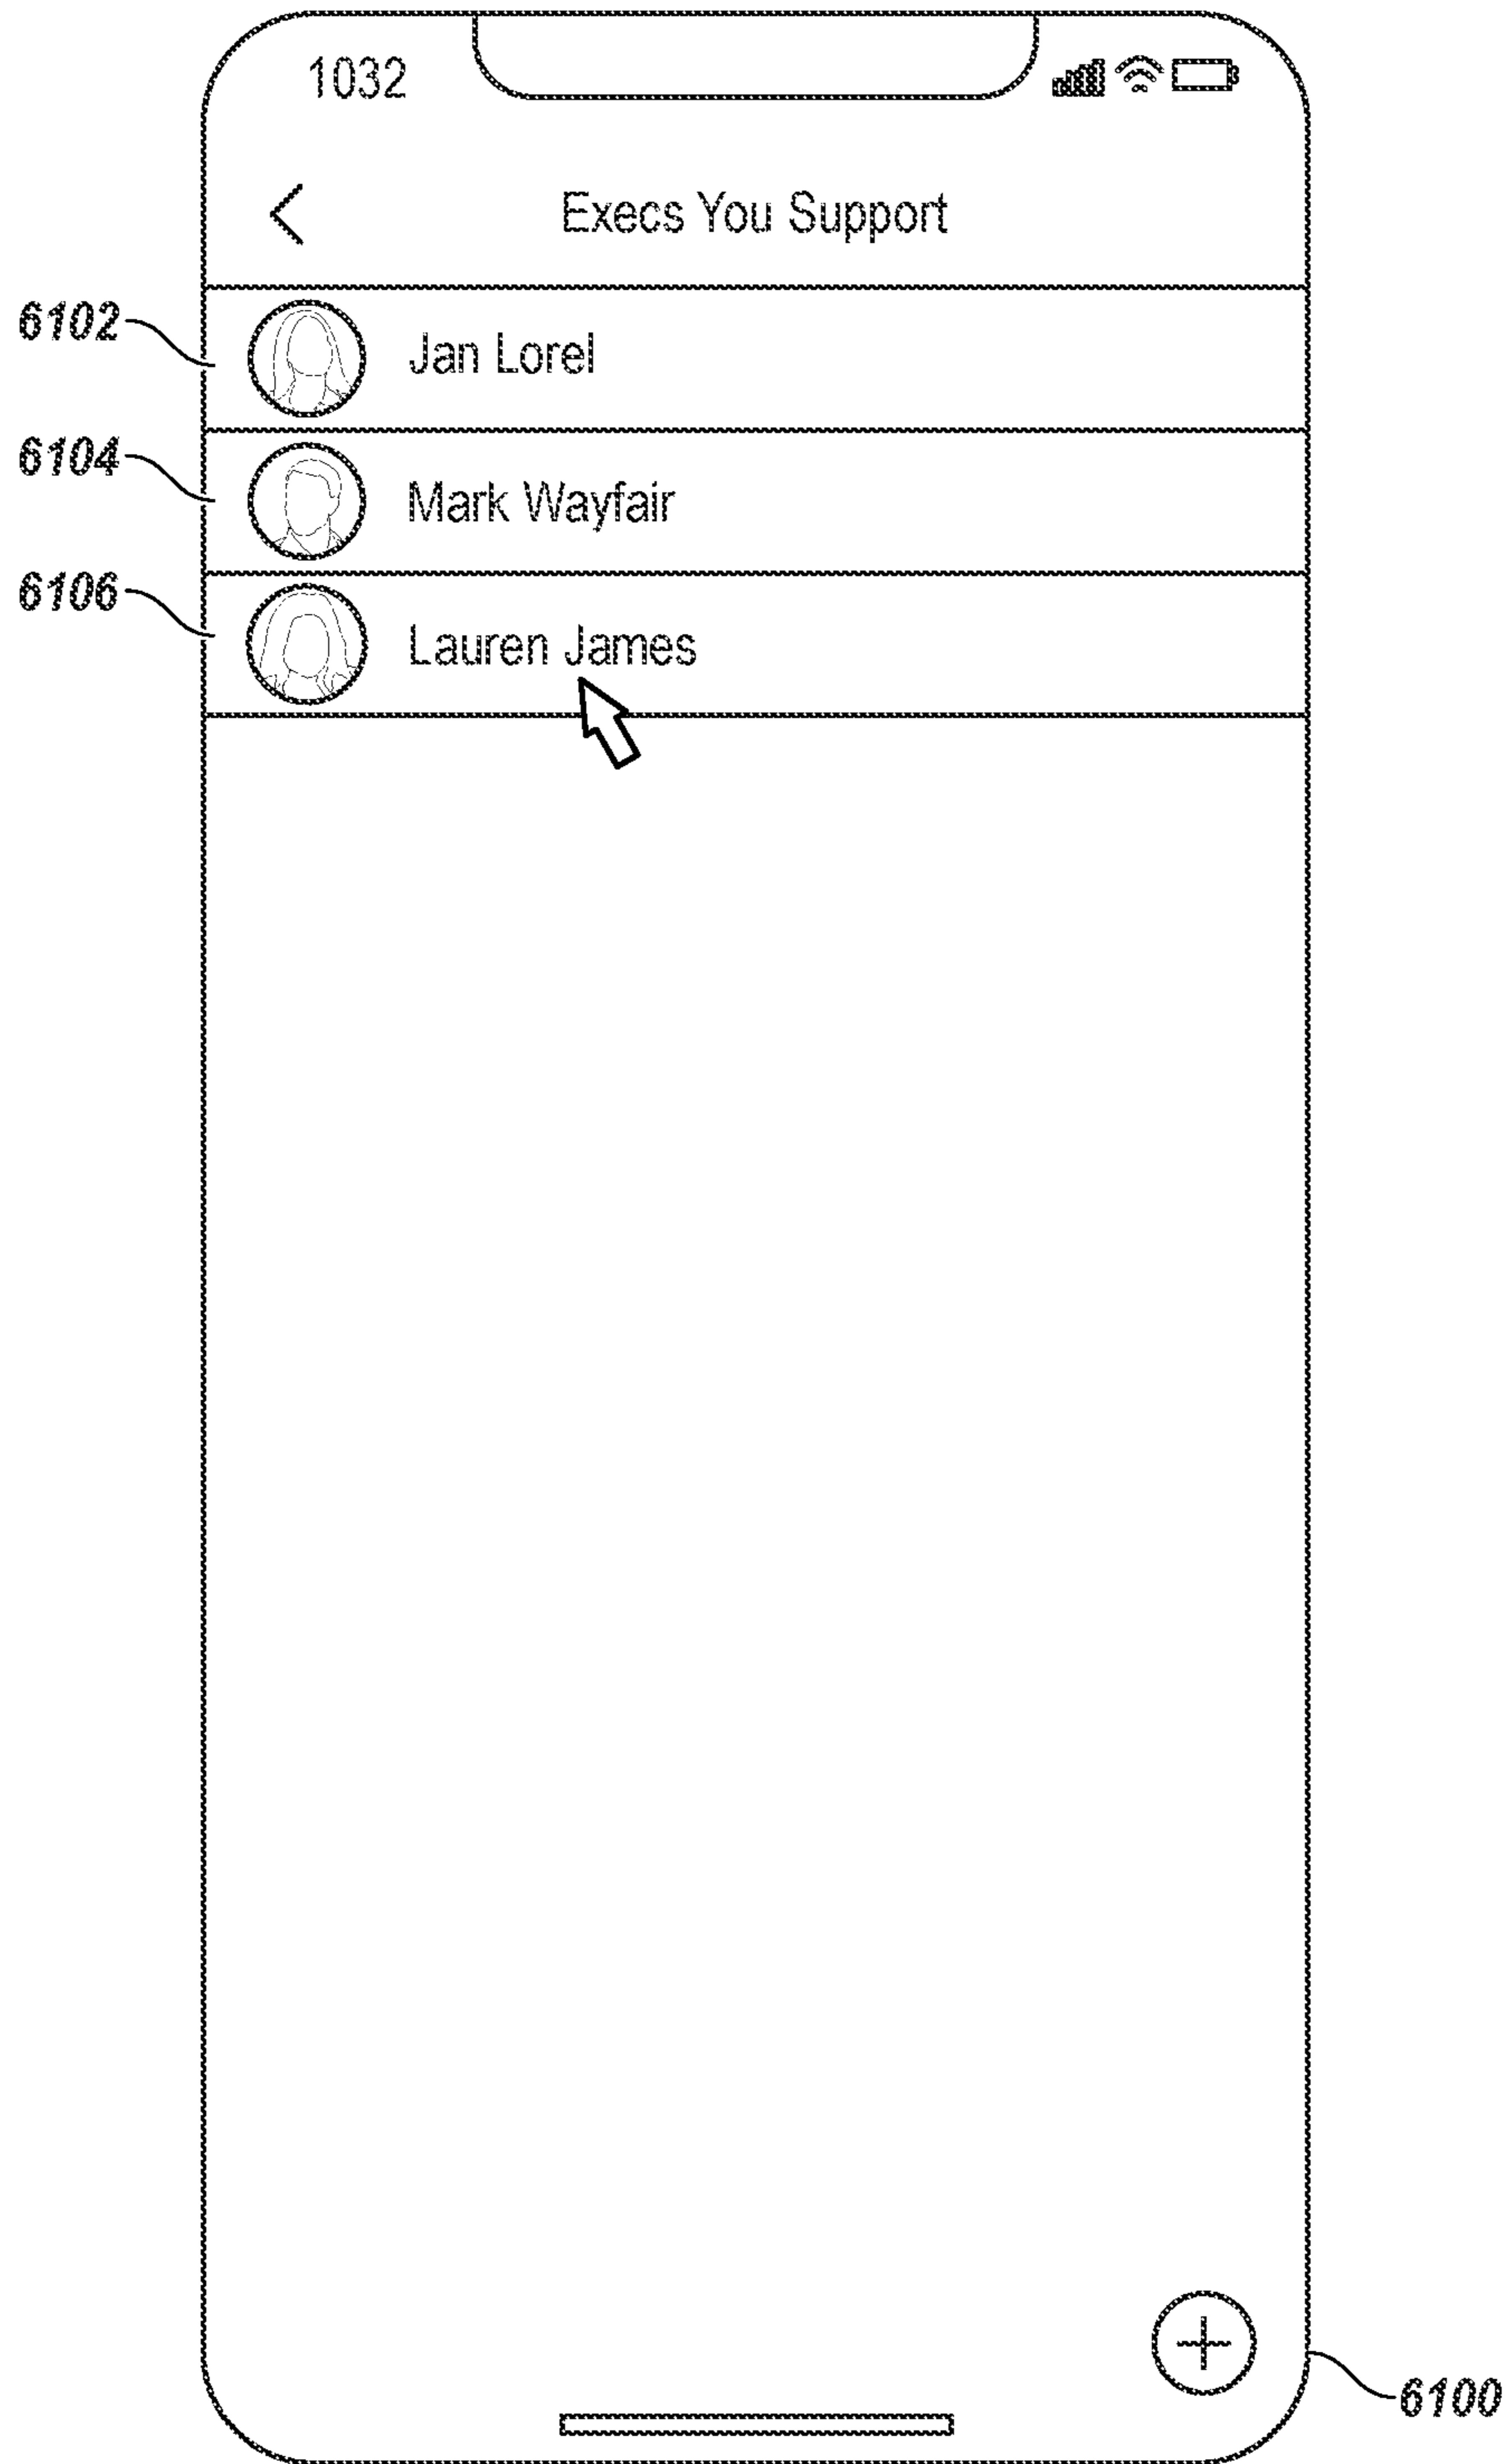 1032
Execs You Support
6102
Jan Lorel
6104
Mark Wayfair
6106
Lauren James
6100